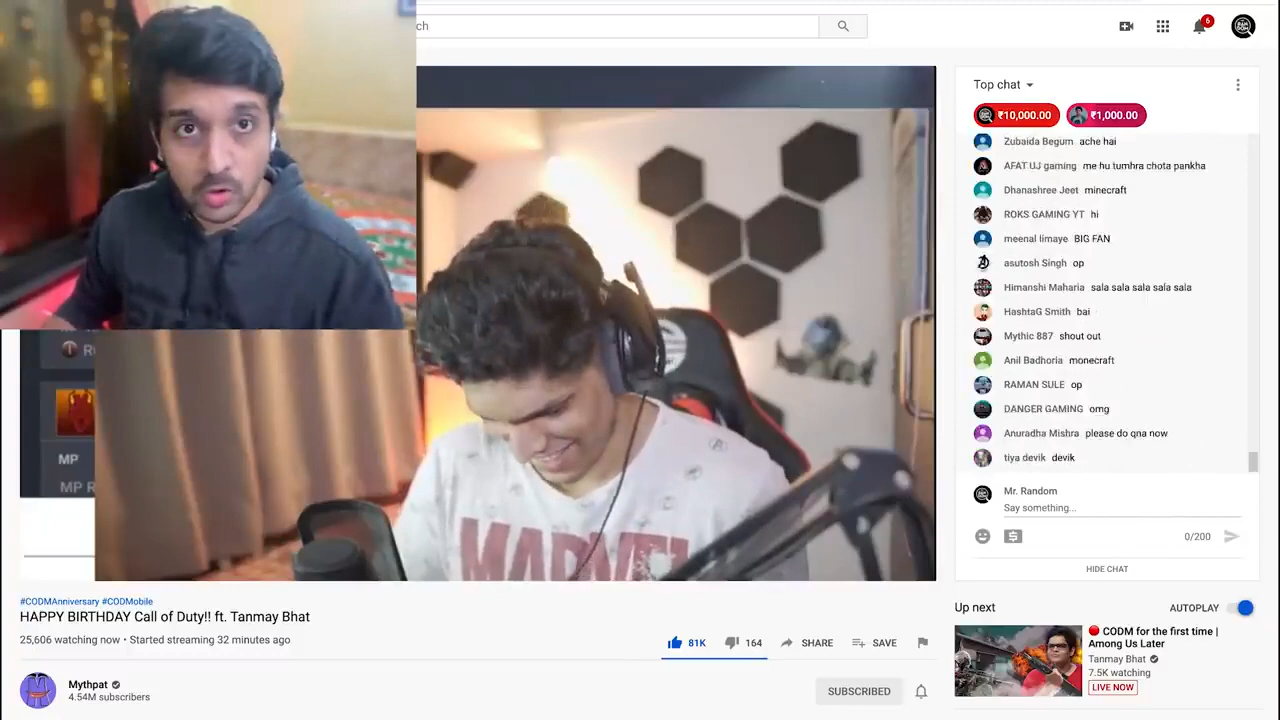 ch
6
Top chat
₹10,000.00
₹1,000.00
Zubaida Begum ache hai
AFAT UJ gaming me hu tumhra chota pankha
Dhanashree Jeet minecraft
ROKS GAMING YT hi
meenal limaye BIG FAN
asutosh Singh op
Himanshi Maharia sala sala sala sala sala
HashtaG Smith bai
Mythic 887 shout out
Anil Badhoria monecraft
RAMAN SULE op
DANGER GAMING omg
Anuradha Mishra please do qna now
tiya devik devik
Mr. Random
Say something...
0/200
HIDE CHAT
MP
MP R
MARVEL
#CODMAnniversary #CODMobile
HAPPY BIRTHDAY Call of Duty!! ft. Tanmay Bhat
25,606 watching now • Started streaming 32 minutes ago
81K
164
SHARE
SAVE
Mythpat
4.54M subscribers
SUBSCRIBED
Up next
AUTOPLAY
🔴 CODM for the first time |
Among Us Later
Tanmay Bhat
7.5K watching
LIVE NOW